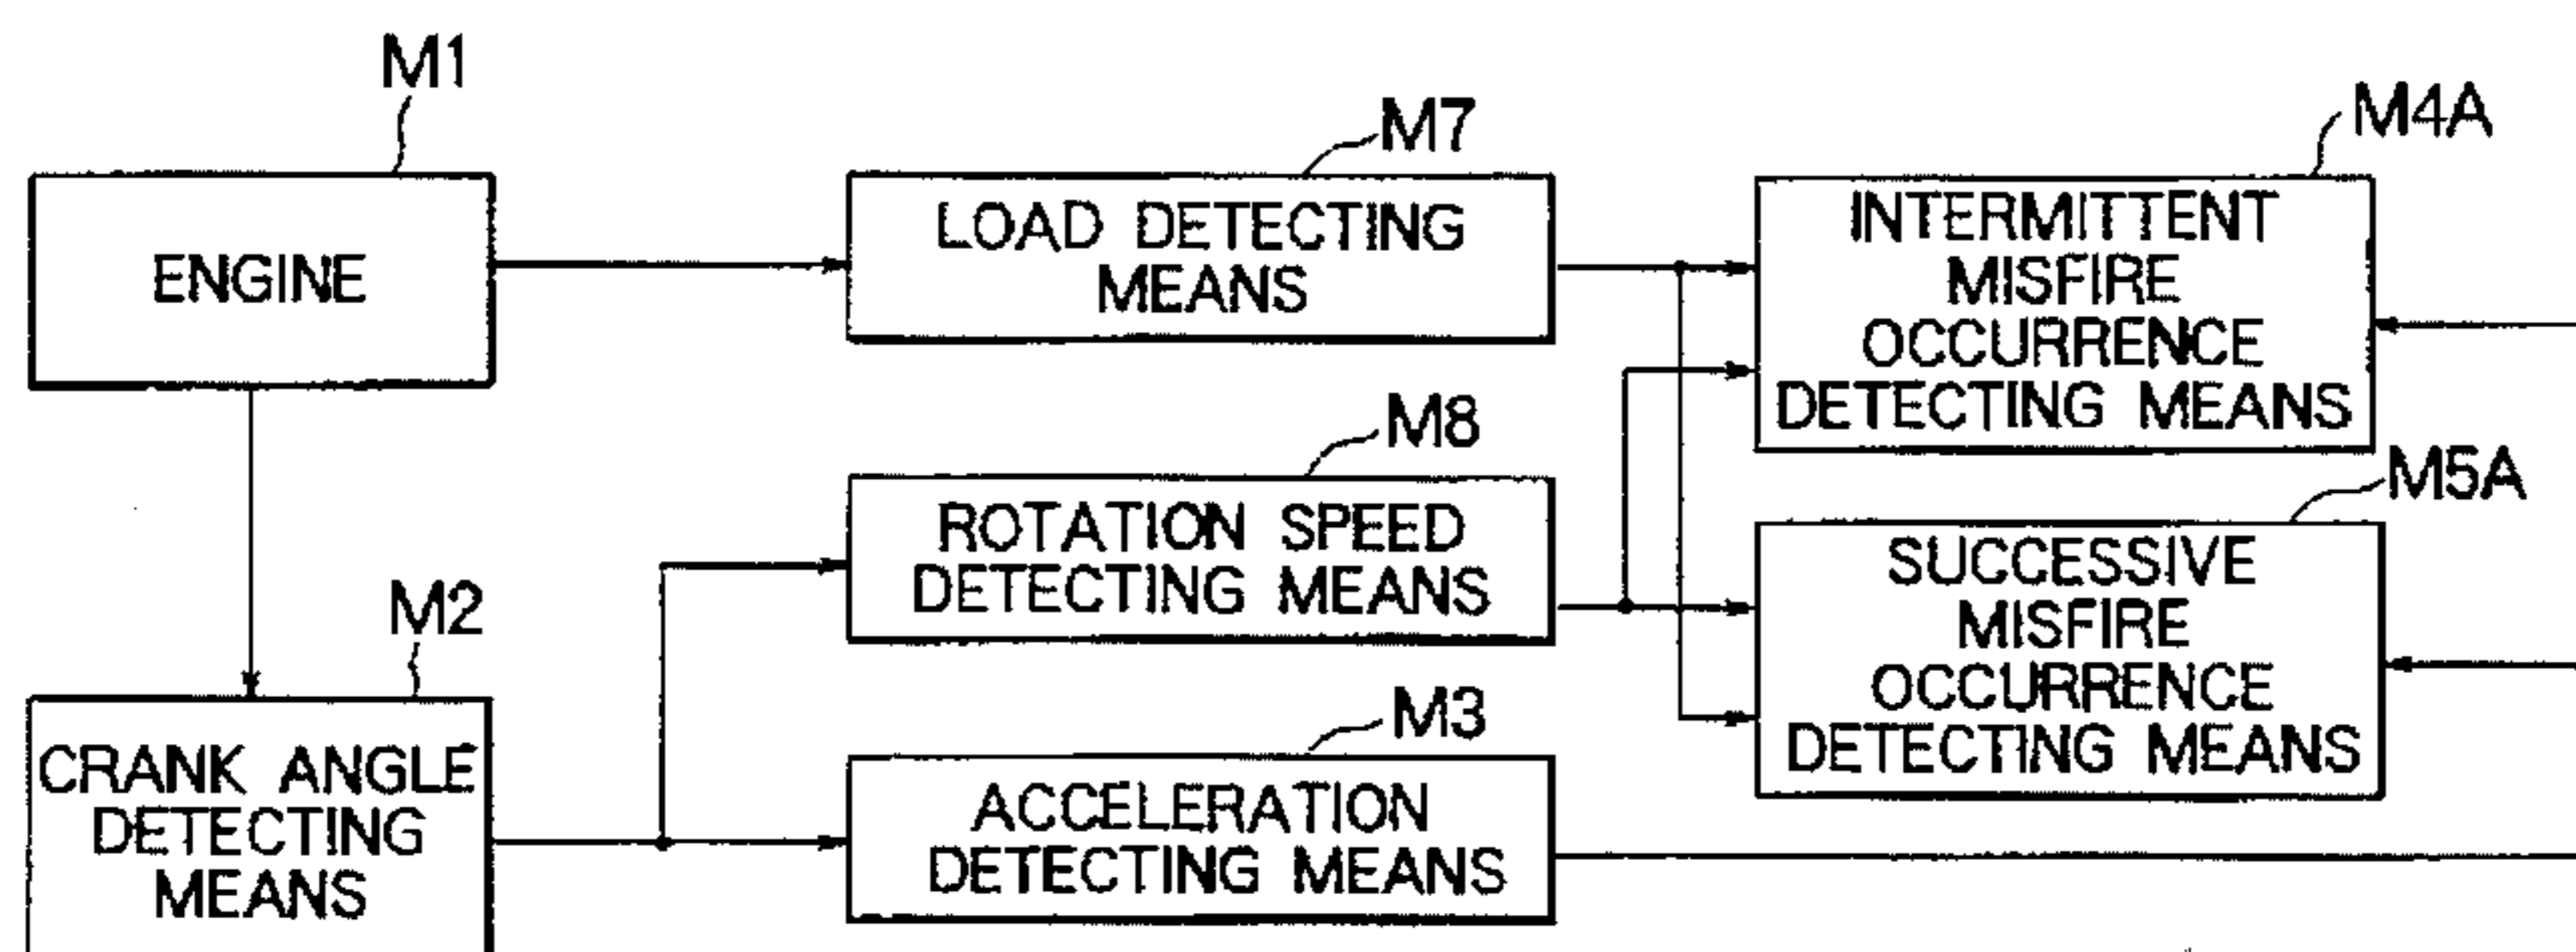 M1
ENGINE
M7
LOAD DETECTING
MEANS
M4A
INTERMITTENT
MISFIRE
OCCURRENCE
DETECTING MEANS
M8
ROTATION SPEED
DETECTING MEANS
M5A
SUCCESSIVE
MISFIRE
OCCURRENCE
DETECTING MEANS
M2
CRANK ANGLE
DETECTING
MEANS
M3
ACCELERATION
DETECTING MEANS